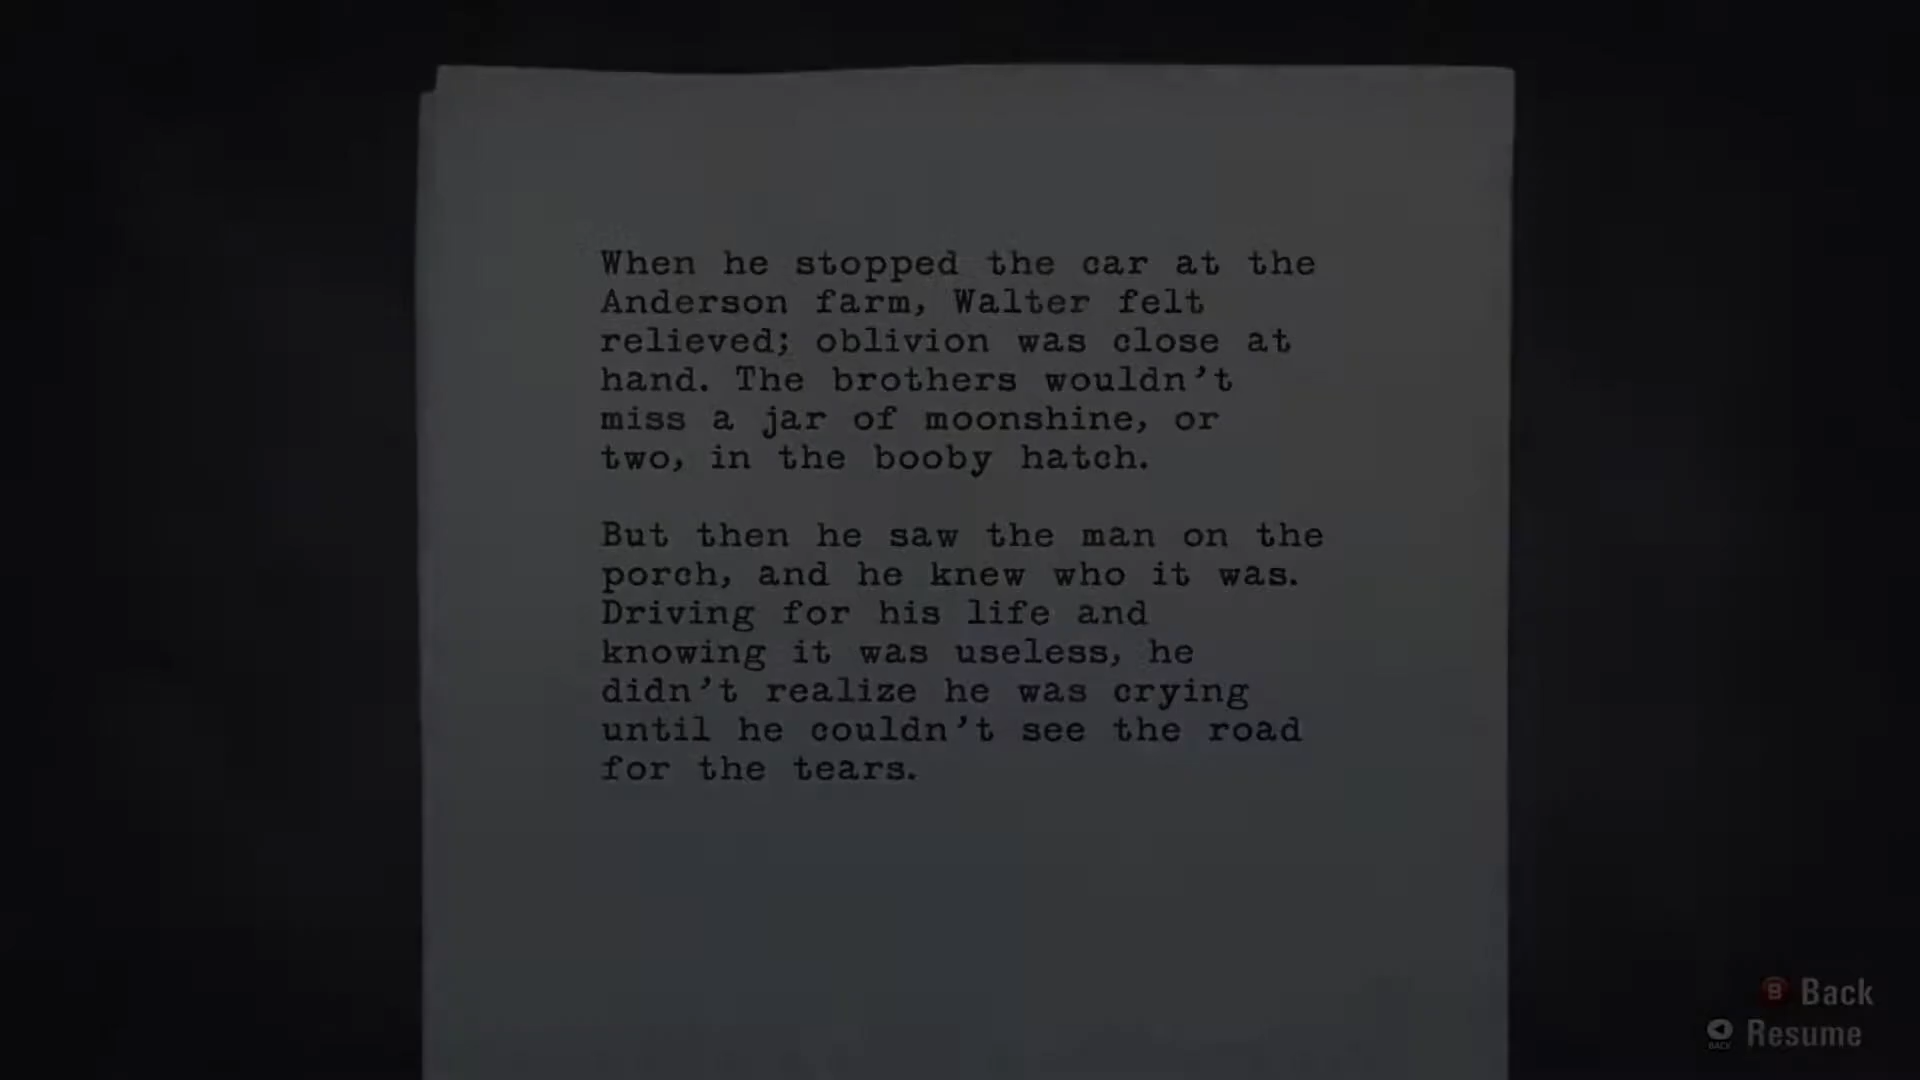 When he stopped the car at the
Anderson farm, Walter felt
relieved; oblivion was close at
hand. The brothers wouldn't
miss a jar of moonshine, or
two, in the booby hatch.
But then he saw the man on the
porch, and he knew who it was.
Driving for his life and
knowing it was useless, he
didn't realize he was crying
until he couldn't see the road
for the tears.
B Back
BACK Resume